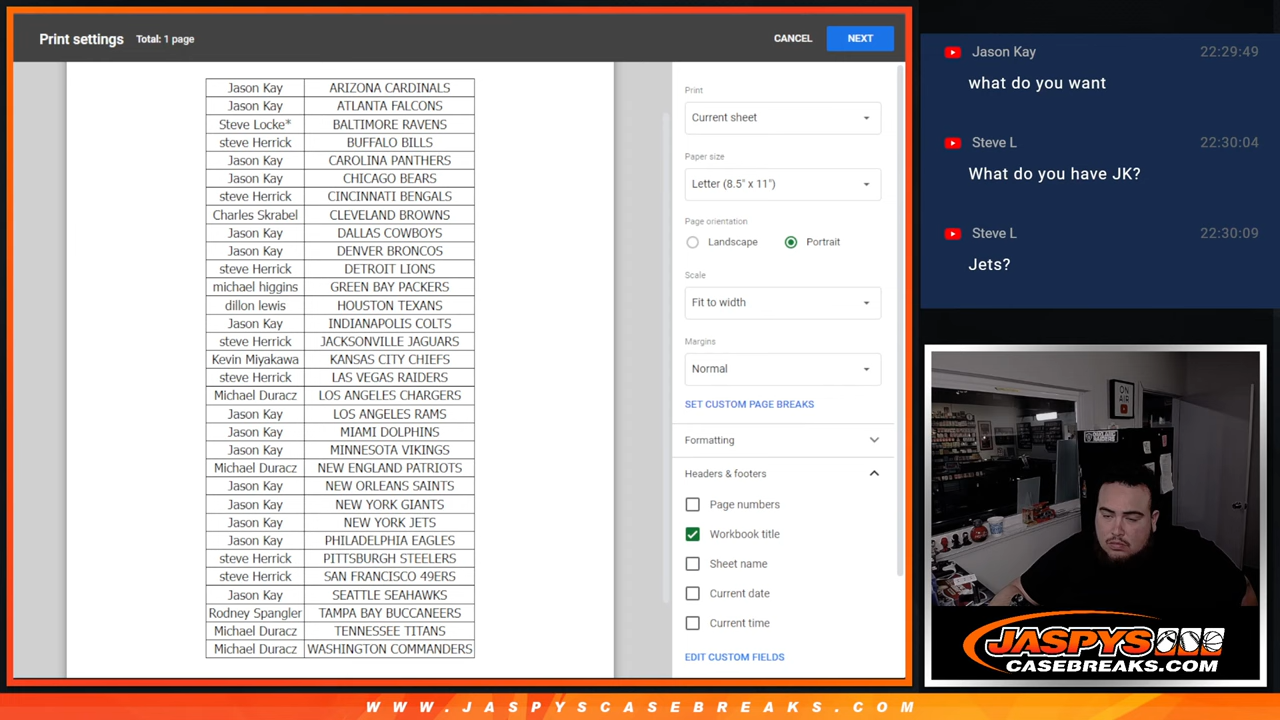 Print settings Total: 1 page
CANCEL NEXT
Jason Kay ARIZONA CARDINALS
Jason Kay ATLANTA FALCONS
Steve Locke* BALTIMORE RAVENS
steve Herrick BUFFALO BILLS
Jason Kay CAROLINA PANTHERS
Jason Kay CHICAGO BEARS
steve Herrick CINCINNATI BENGALS
Charles Skrabel CLEVELAND BROWNS
Jason Kay DALLAS COWBOYS
Jason Kay DENVER BRONCOS
steve Herrick DETROIT LIONS
michael higgins GREEN BAY PACKERS
dillon lewis HOUSTON TEXANS
Jason Kay INDIANAPOLIS COLTS
steve Herrick JACKSONVILLE JAGUARS
Kevin Miyakawa KANSAS CITY CHIEFS
steve Herrick LAS VEGAS RAIDERS
Michael Duracz LOS ANGELES CHARGERS
Jason Kay LOS ANGELES RAMS
Jason Kay MIAMI DOLPHINS
Jason Kay MINNESOTA VIKINGS
Michael Duracz NEW ENGLAND PATRIOTS
Jason Kay NEW ORLEANS SAINTS
Jason Kay NEW YORK GIANTS
Jason Kay NEW YORK JETS
Jason Kay PHILADELPHIA EAGLES
steve Herrick PITTSBURGH STEELERS
steve Herrick SAN FRANCISCO 49ERS
Jason Kay SEATTLE SEAHAWKS
Rodney Spangler TAMPA BAY BUCCANEERS
Michael Duracz TENNESSEE TITANS
Michael Duracz WASHINGTON COMMANDERS
Print
Current sheet
Paper size
Letter (8.5" x 11")
Page orientation
Landscape Portrait
Scale
Fit to width
Margins
Normal
SET CUSTOM PAGE BREAKS
Formatting
Headers & footers
Page numbers
Workbook title
Sheet name
Current date
Current time
EDIT CUSTOM FIELDS
Jason Kay 22:29:49
what do you want
Steve L 22:30:04
What do you have JK?
Steve L 22:30:09
Jets?
ON
AIR
JASPYS
CASEBREAKS.COM
WWW.JASPYSCASEBREAKS.COM